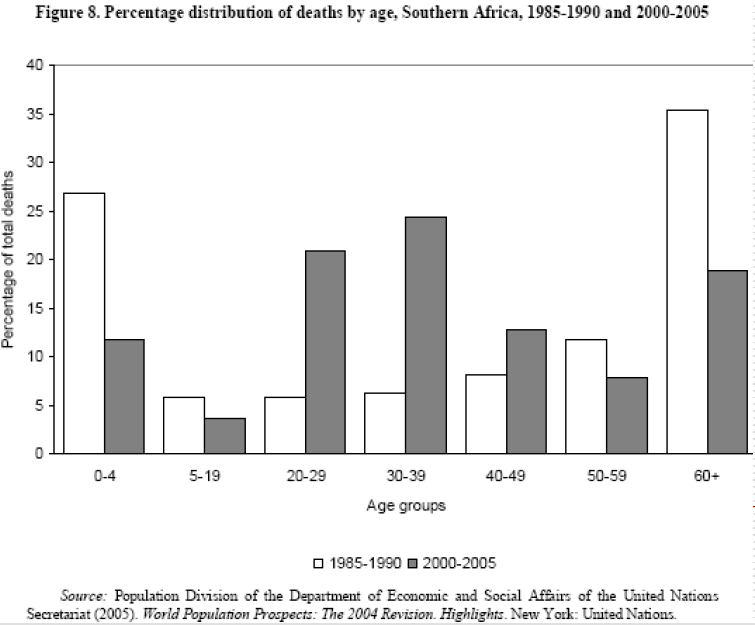 Figure 8. Percentage distribution of deaths by age, Southern Africa, 1985-1990 and 2000-2005
40
35
30
25
20
15
10
5
0
Percentage of total deaths
0-4 5-19 20-29 30-39 40-49 50-59 60+
Age groups
1985-1990 2000-2005
Source: Population Division of the Department of Economic and Social Affairs of the United Nations
Secretariat (2005). World Population Prospects: The 2004 Revision. Highlights. New York: United Nations.